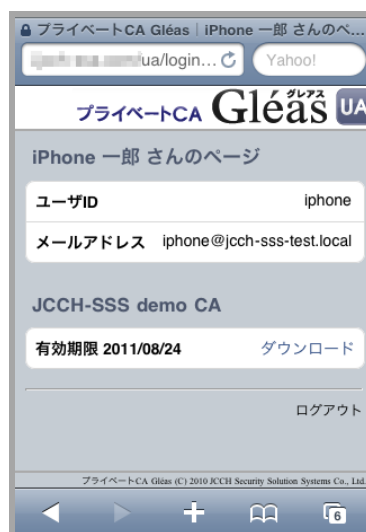 プライベートCA Gléas | iPhone 一郎 さんのペ...
ua/login... Yahoo!
プライベートCA Gléas グレアス UA
iPhone 一郎 さんのページ
ユーザID iphone
メールアドレス iphone@jcch-sss-test.local
JCCH-SSS demo CA
有効期限 2011/08/24 ダウンロード
ログアウト
プライベートCA Gléas (C) 2010 JCCH Security Solution Systems Co., Ltd.
6